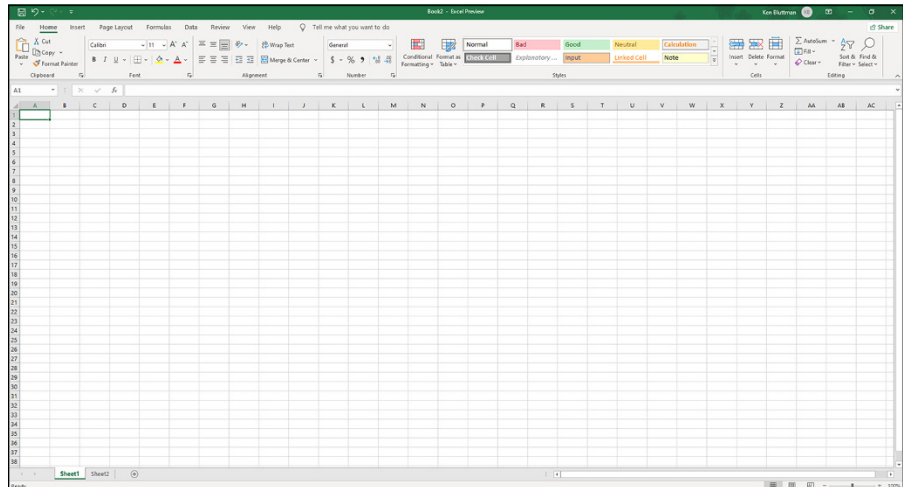 Book2 - Excel Preview
Ken Bluttman
KB
File Home Insert Page Layout Formulas Data Review View Help Tell me what you want to do Share
Paste
Cut
Copy
Format Painter
Clipboard
Calibri 11 A A
B I U A
Font
Wrap Text
Merge & Center
Alignment
General
$ % 9
Number
Conditional Formatting
Format as Table
Normal Bad Good Neutral Calculation
Check Cell Explanatory ... Input Linked Cell Note
Styles
Insert Delete Format
Cells
AutoSum
Fill
Clear
Sort & Filter
Find & Select
Editing
A1 fx
A B C D E F G H I J K L M N O P Q R S T U V W X Y Z AA AB AC
1
2
3
4
5
6
7
8
9
10
11
12
13
14
15
16
17
18
19
20
21
22
23
24
25
26
27
28
29
30
31
32
33
34
35
36
37
38
Sheet1 Sheet2
Ready 100%